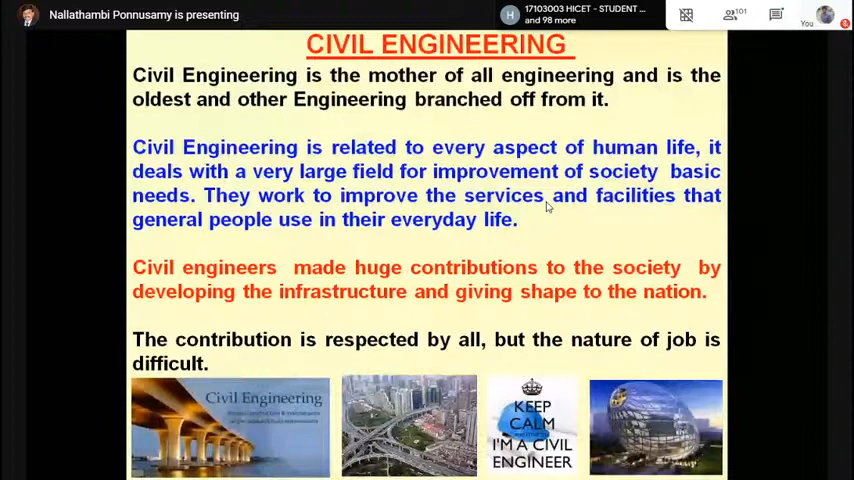 Nallathambi Ponnusamy is presenting
17103003 HICET - STUDENT ...
and 98 more
101
You
CIVIL ENGINEERING
Civil Engineering is the mother of all engineering and is the
oldest and other Engineering branched off from it.
Civil Engineering is related to every aspect of human life, it
deals with a very large field for improvement of society basic
needs. They work to improve the services and facilities that
general people use in their everyday life.
Civil engineers made huge contributions to the society by
developing the infrastructure and giving shape to the nation.
The contribution is respected by all, but the nature of job is
difficult.
Civil Engineering
KEEP
CALM
I'M A CIVIL
ENGINEER